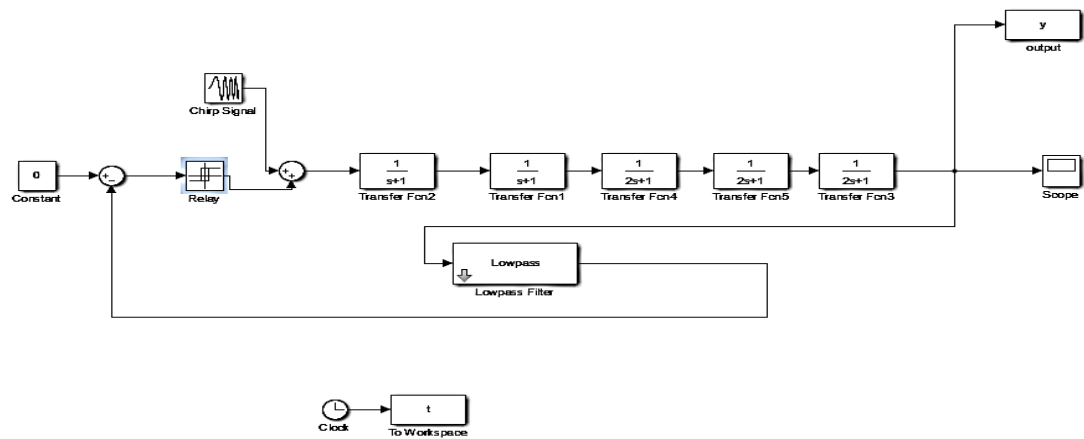 y
output
Chirp Signal
0
Constant
+
-
Relay
+
+
1
s+1
Transfer Fcn2
1
s+1
Transfer Fcn1
1
2s+1
Transfer Fcn4
1
2s+1
Transfer Fcn5
1
2s+1
Transfer Fcn3
Scope
Lowpass
Lowpass Filter
Clock
t
To Workspace